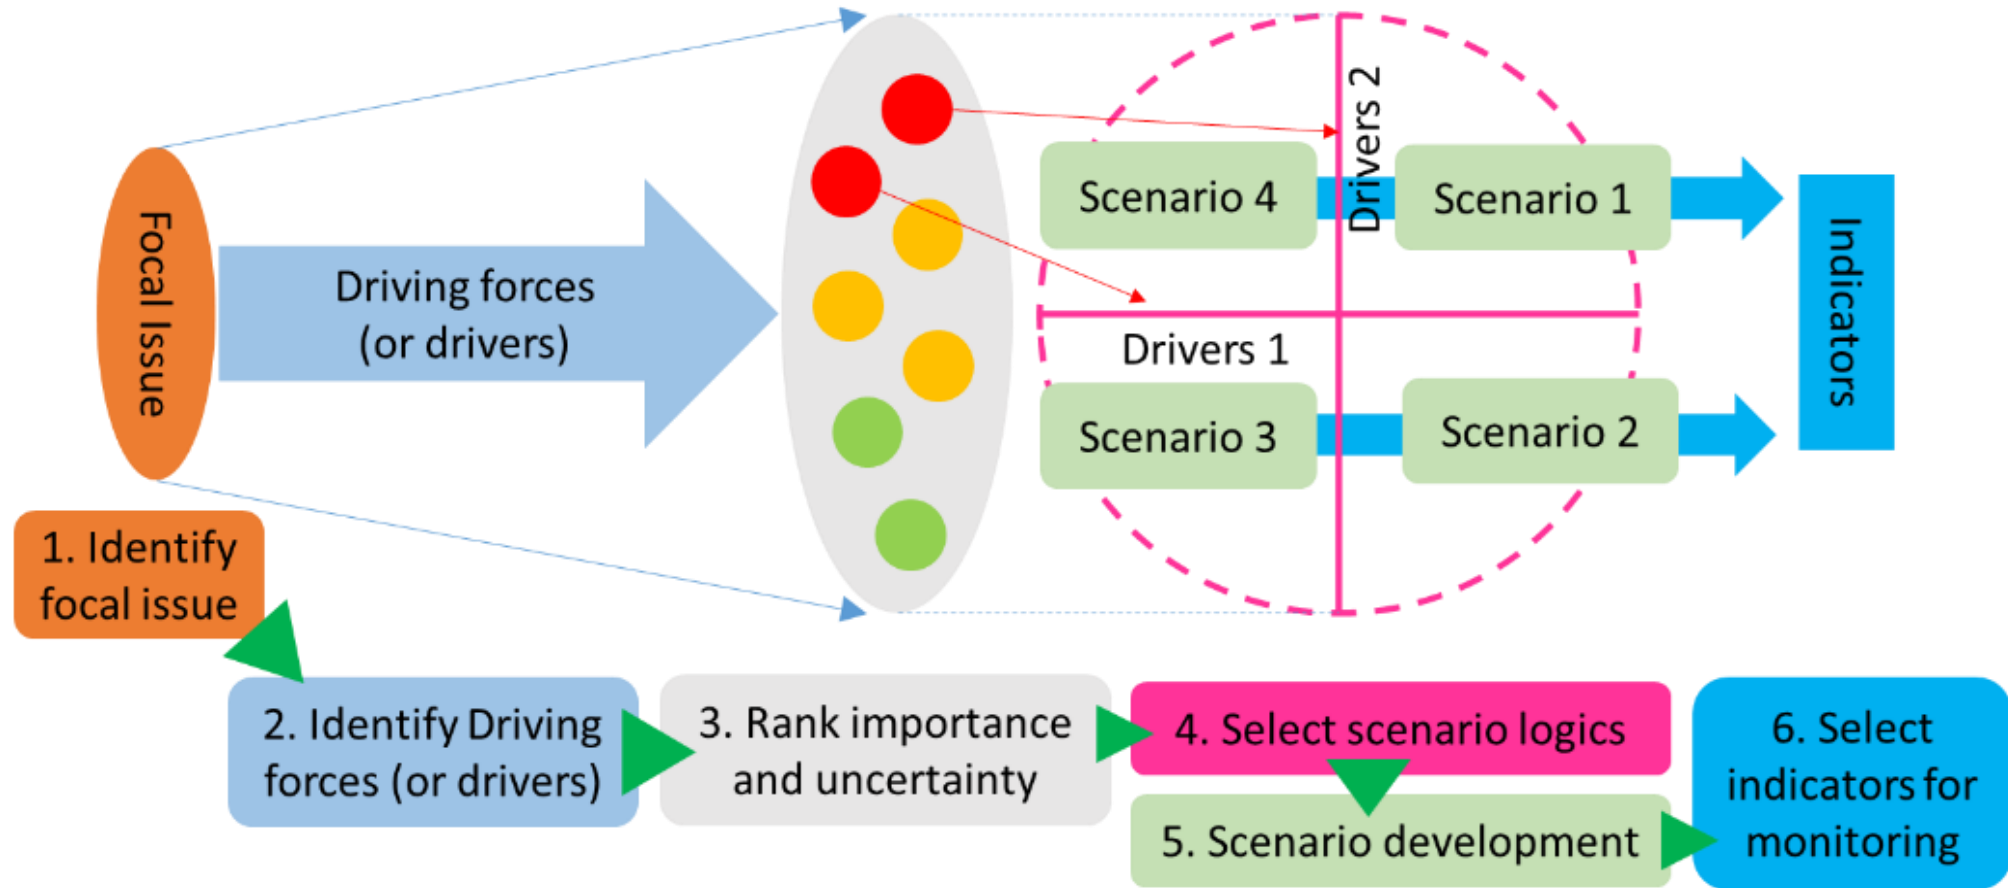 Focal Issue
Driving forces
(or drivers)
Drivers 2
Drivers 1
Scenario 4
Scenario 1
Scenario 3
Scenario 2
Indicators
1. Identify
focal issue
2. Identify Driving
forces (or drivers)
3. Rank importance
and uncertainty
4. Select scenario logics
5. Scenario development
6. Select
indicators for
monitoring